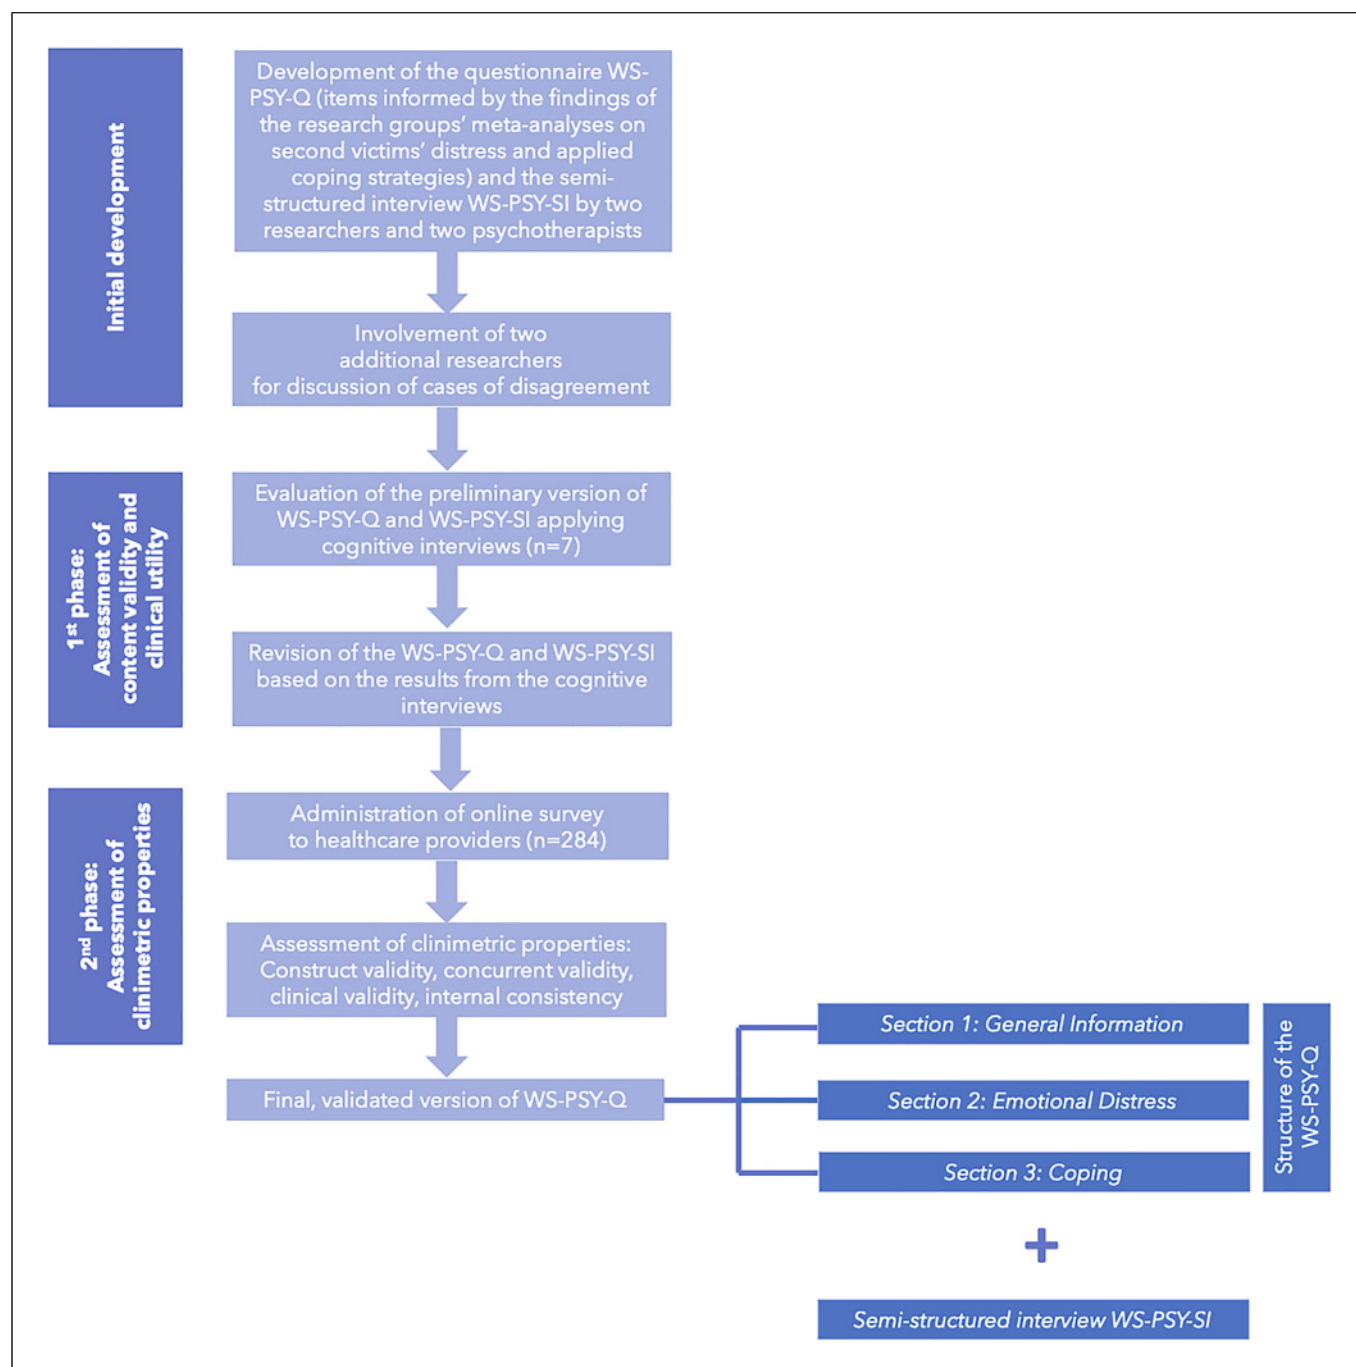 Initial development
Development of the questionnaire WS-
PSY-Q (items informed by the findings of
the research groups’ meta-analyses on
second victims’ distress and applied
coping strategies) and the semi-
structured interview WS-PSY-SI by two
researchers and two psychotherapists
Involvement of two
additional researchers
for discussion of cases of disagreement
1st phase:
Assessment of
content validity and
clinical utility
Evaluation of the preliminary version of
WS-PSY-Q and WS-PSY-SI applying
cognitive interviews (n=7)
Revision of the WS-PSY-Q and WS-PSY-SI
based on the results from the cognitive
interviews
2nd phase:
Assessment of
clinimetric properties
Administration of online survey
to healthcare providers (n=284)
Assessment of clinimetric properties:
Construct validity, concurrent validity,
clinical validity, internal consistency
Final, validated version of WS-PSY-Q
Section 1: General Information
Section 2: Emotional Distress
Section 3: Coping
Structure of the
WS-PSY-Q
+
Semi-structured interview WS-PSY-SI